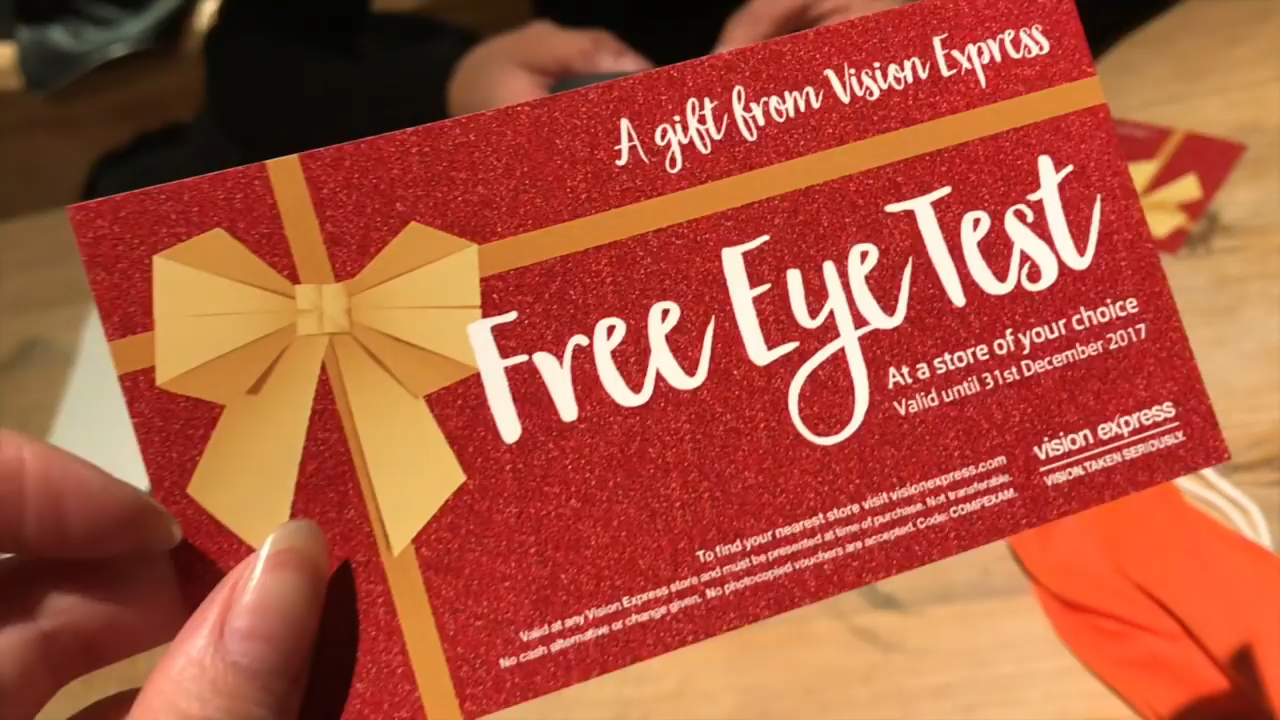 A gift from Vision Express
Free Eye Test
At a store of your choice
Valid until 31st December 2017
vision express
VISION. TAKEN SERIOUSLY.
To find your nearest store visit visionexpress.com
Valid at any Vision Express store and must be presented at time of purchase. Not transferable.
No cash alternative or change given. No photocopied vouchers are accepted. Code: COMPEXAM.